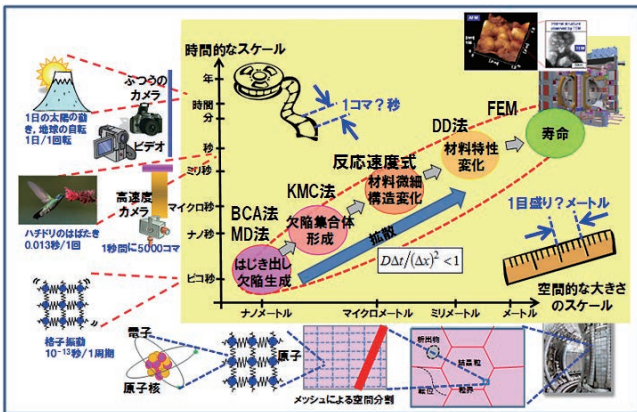 時間的なスケール
年
時間
分
秒
ミリ秒
マイクロ秒
ナノ秒
ピコ秒
ナノメートル
マイクロメートル
ミリメートル
メートル
空間的な大きさ
のスケール
1コマ?秒
1目盛り?メートル
BCA法
MD法
はじき出し
欠陥生成
KMC法
欠陥集合体
形成
反応速度式
材料微細
構造変化
DD法
材料特性
変化
FEM
寿命
拡散
DΔt/(Δx)² <1
1日の太陽の動
き,地球の自転
1日/1回転
ふつうの
カメラ
ビデオ
ハチドリのはばたき
0.013秒/1回
高速度
カメラ
1秒間に5000コマ
格子振動
10⁻¹³秒/1周期
電子
原子核
原子
メッシュによる空間分割
析出物
結晶粒
転位
粒界